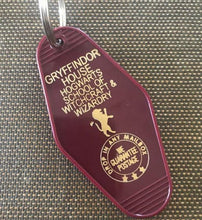 GRYFFINDOR
HOUSE
HOGWARTS
SCHOOL OF
WITCHCRAFT &
WIZARDRY
DROP IN ANY MAILBOX
WE
GUARANTEE
POSTAGE